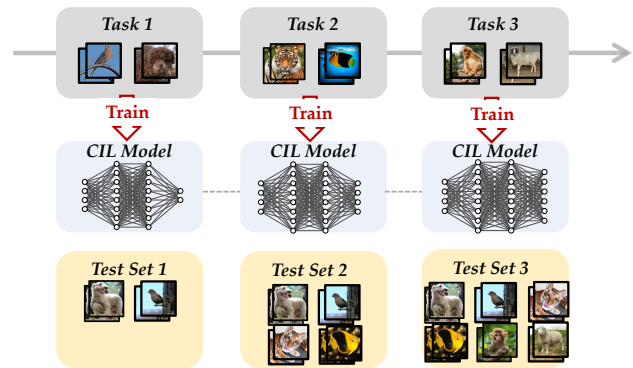 Task 1
Task 2
Task 3
Train
Train
Train
CIL Model
CIL Model
CIL Model
Test Set 1
Test Set 2
Test Set 3